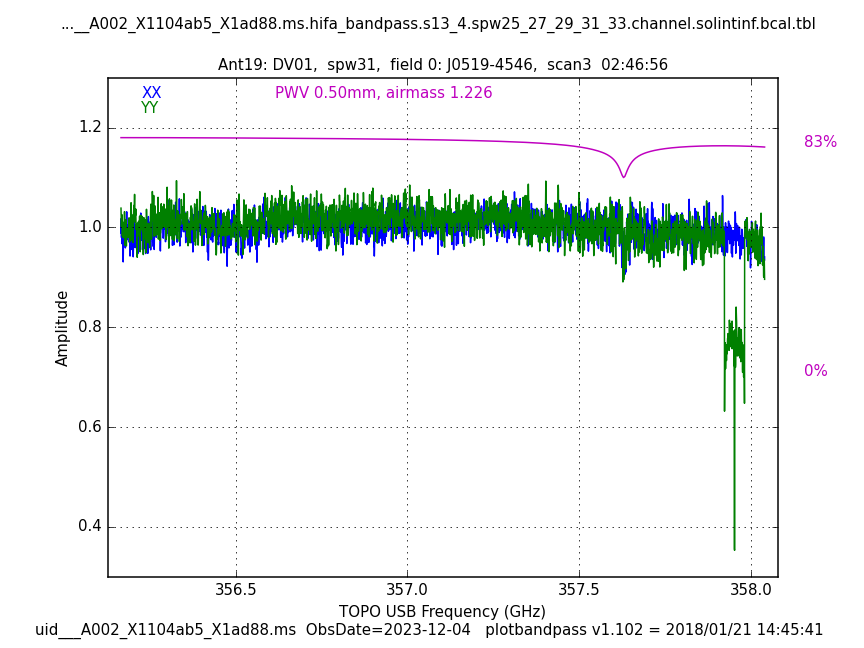 ...__A002_X1104ab5_X1ad88.ms.hifa_bandpass.s13_4.spw25_27_29_31_33.channel.solintinf.bcal.tbl
Ant19: DV01,  spw31,  field 0: J0519-4546,  scan3  02:46:56
XX
PWV 0.50mm, airmass 1.226
YY
1.2
83%
1.0
0.8
Amplitude
0%
0.6
0.4
356.5
357.0
357.5
358.0
TOPO USB Frequency (GHz)
uid___A002_X1104ab5_X1ad88.ms  ObsDate=2023-12-04   plotbandpass v1.102 = 2018/01/21 14:45:41